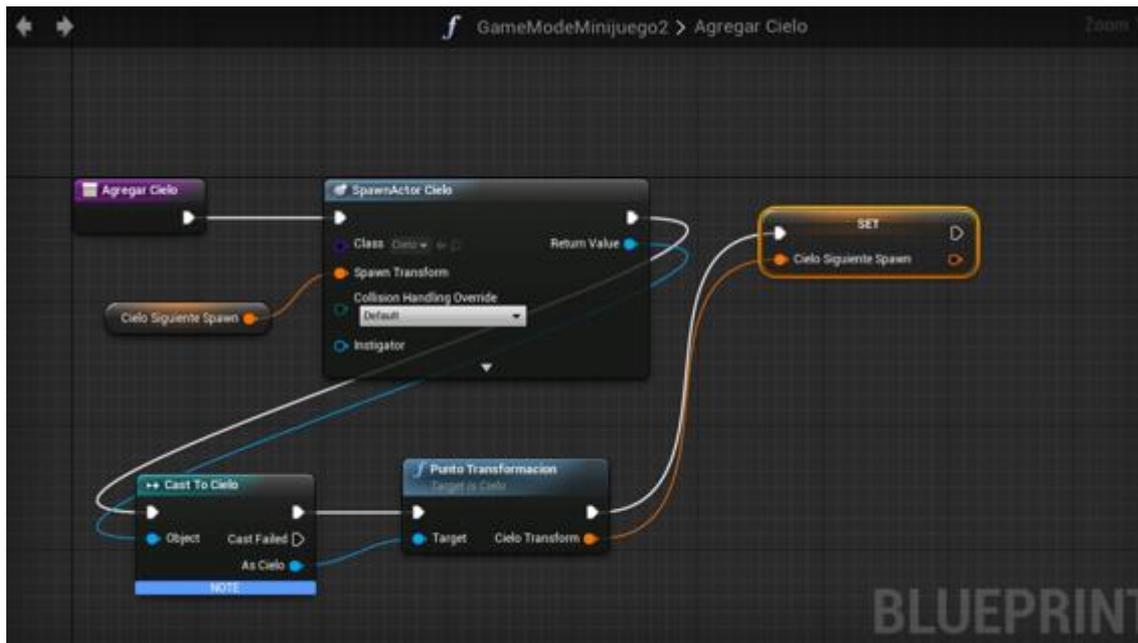 GameModeMinijuego2 > Agregar Cielo
Zoom
Agregar Cielo
SpawnActor Cielo
Class Cielo
Return Value
Spawn Transform
Collision Handling Override
Default
Instigator
Cielo Siguiente Spawn
SET
Cielo Siguiente Spawn
Cast To Cielo
Object
Cast Failed
As Cielo
NOTE
f Punto Transformacion
Target is Cielo
Target
Cielo Transform
BLUEPRINT